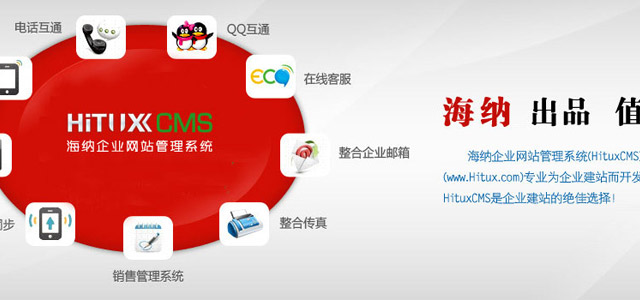 电话互通
QQ互通
ECO
在线客服
HiTUX CMS
海纳企业网站管理系统
整合企业邮箱
整合传真
销售管理系统
同步
海纳 出品 值
海纳企业网站管理系统(HituxCMS)
(www.Hitux.com)专业为企业建站而开发
HituxCMS是企业建站的绝佳选择!